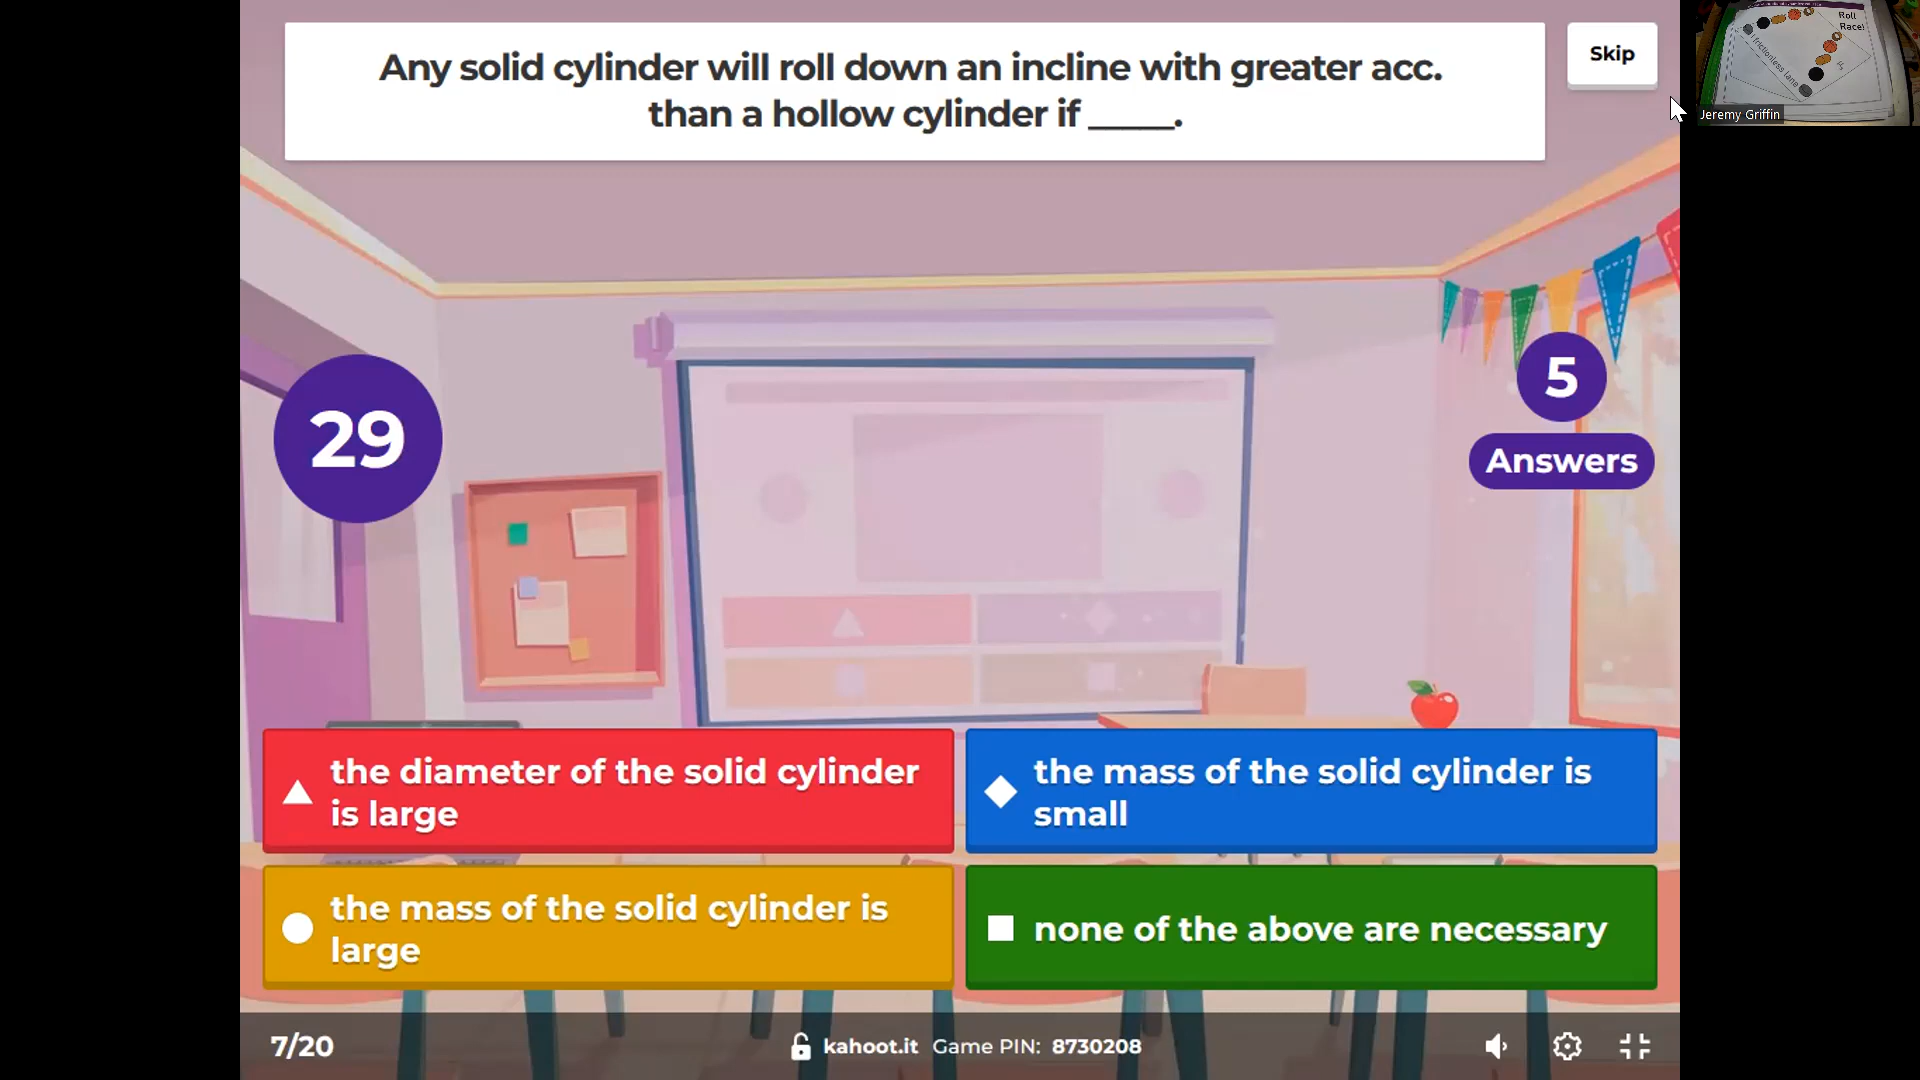 Any solid cylinder will roll down an incline with greater acc.
than a hollow cylinder if _____.
Skip
Roll
Race!
frictionless lane
Jeremy Griffin
29
5
Answers
the diameter of the solid cylinder
is large
the mass of the solid cylinder is
small
the mass of the solid cylinder is
large
none of the above are necessary
7/20
kahoot.it Game PIN: 8730208